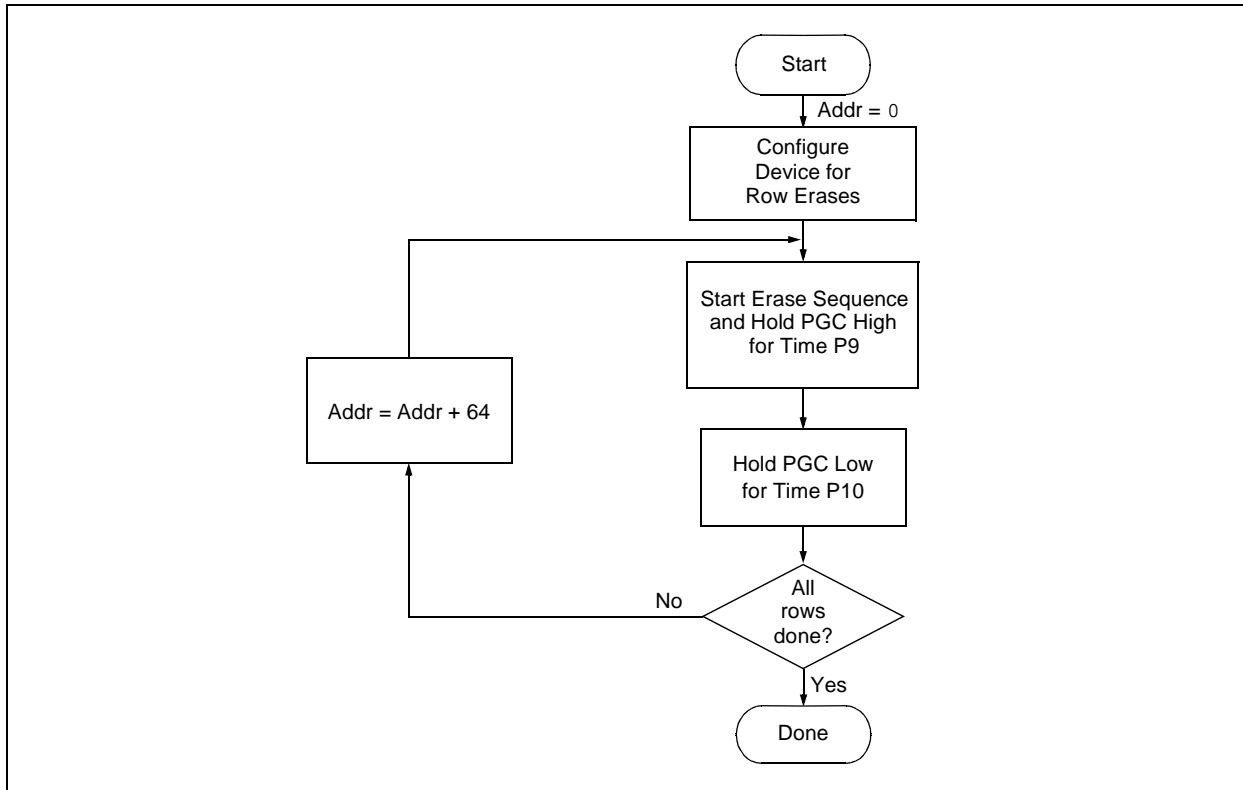 Start
Addr = 0
Configure
Device for
Row Erases
Start Erase Sequence
and Hold PGC High
for Time P9
Addr = Addr + 64
Hold PGC Low
for Time P10
No
All
rows
done?
Yes
Done